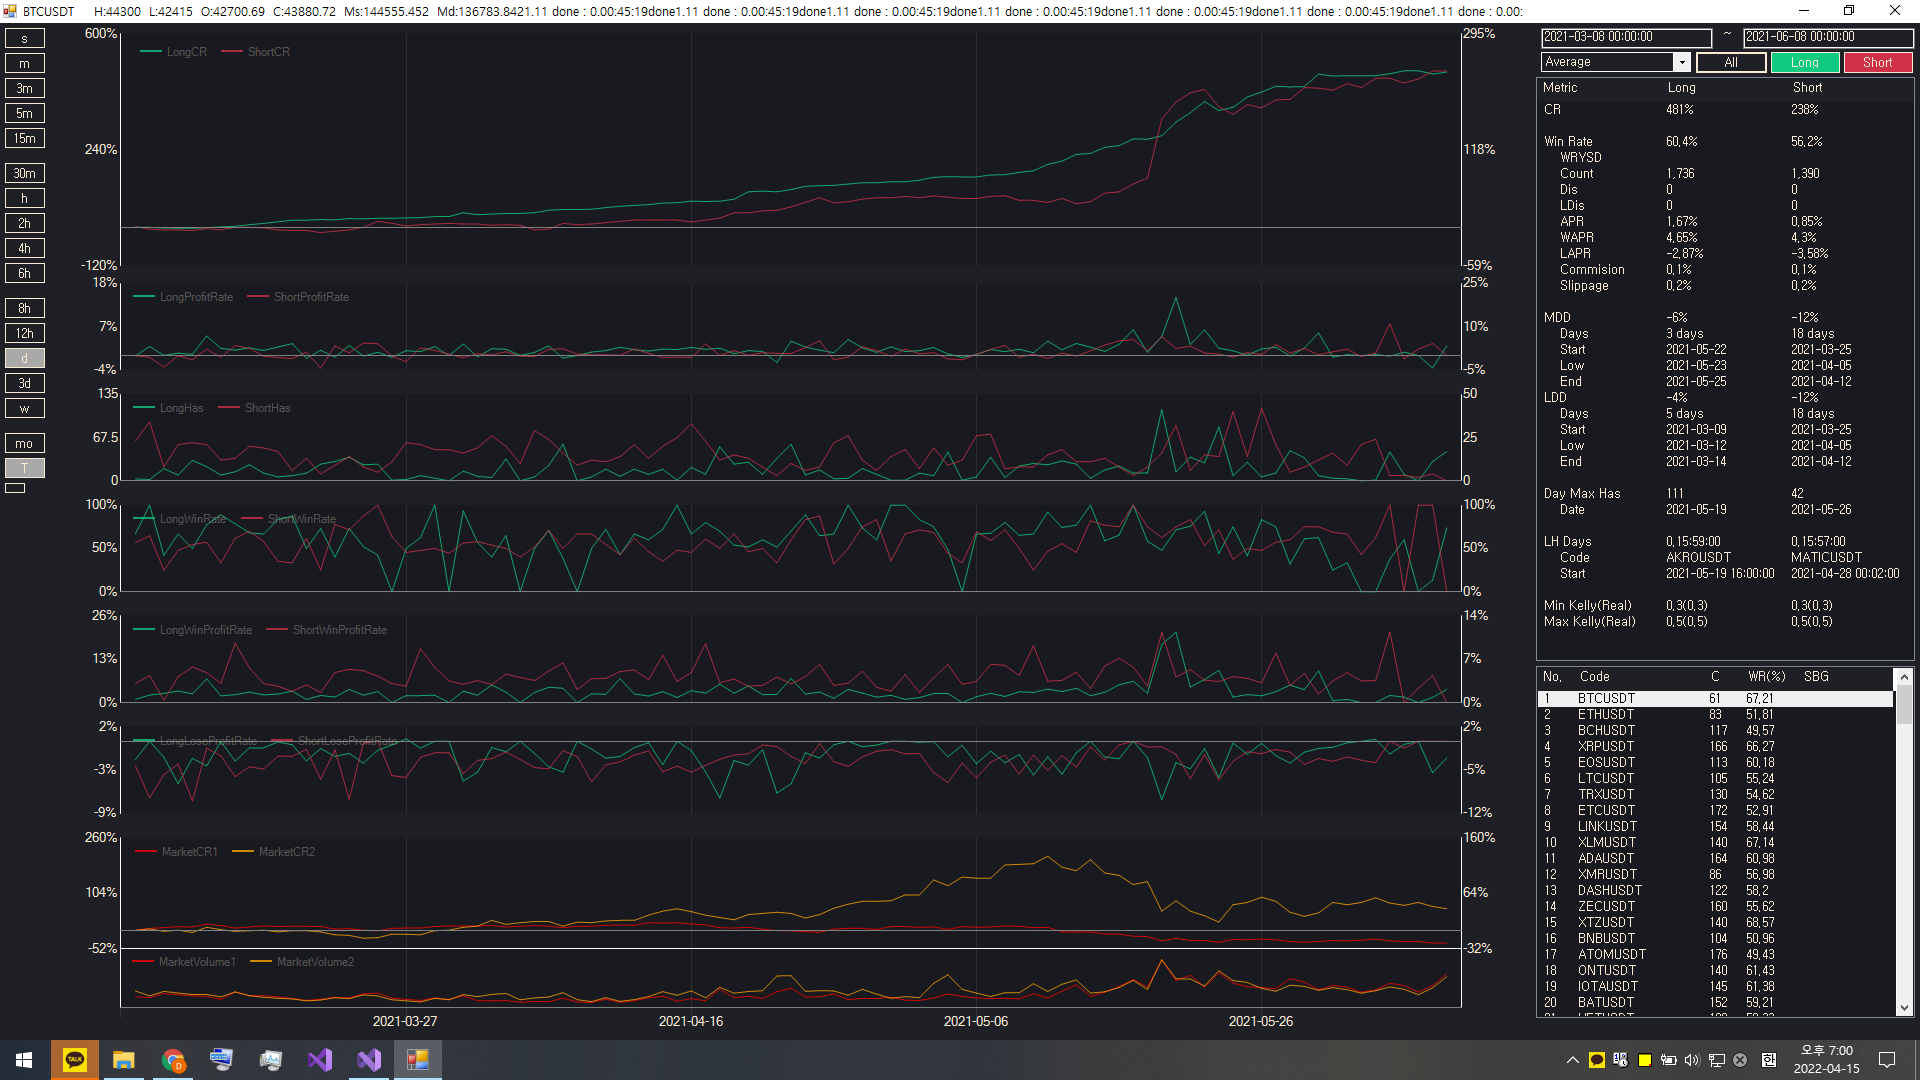 BTCUSDT H:44300 L:42415 O:42700.69 C:43880.72 Ms:144555.452 Md:136783.8421.11 done : 0.00:45:19done1.11 done : 0.00:45:19done1.11 done : 0.00:45:19done1.11 done : 0.00:45:19done1.11 done : 0.00:45:19done1.11 done : 0.00:45:19done1.11 done : 0.00:
s
m
3m
5m
15m
30m
h
2h
4h
6h
8h
12h
d
3d
w
mo
T
600% LongCR ShortCR 295%
240% 118%
-120% -59%
18% LongProfitRate ShortProfitRate 25%
7% 10%
-4% -5%
135 LongHas ShortHas 50
67.5 25
0 0
100% LongWinRate ShortWinRate 100%
50% 50%
0% 0%
26% LongWinProfitRate ShortWinProfitRate 14%
13% 7%
0% 0%
2% LongLoseProfitRate ShortLoseProfitRate 2%
-3% -5%
-9% -12%
260% MarketCR1 MarketCR2 160%
104% 64%
-52% -32%
MarketVolume1 MarketVolume2
2021-03-27 2021-04-16 2021-05-06 2021-05-26
2021-03-08 00:00:00 ~ 2021-06-08 00:00:00
Average All Long Short
Metric Long Short
CR 481% 238%
Win Rate 60,4% 56,2%
WRYSD
Count 1,736 1,390
Dis 0 0
LDis 0 0
APR 1,67% 0,85%
WAPR 4,65% 4,3%
LAPR -2,87% -3,58%
Commision 0,1% 0,1%
Slippage 0,2% 0,2%
MDD -6% -12%
Days 3 days 18 days
Start 2021-05-22 2021-03-25
Low 2021-05-23 2021-04-05
End 2021-05-25 2021-04-12
LDD -4% -12%
Days 5 days 18 days
Start 2021-03-09 2021-03-25
Low 2021-03-12 2021-04-05
End 2021-03-14 2021-04-12
Day Max Has 111 42
Date 2021-05-19 2021-05-26
LH Days 0,15:59:00 0,15:57:00
Code AKROUSDT MATICUSDT
Start 2021-05-19 16:00:00 2021-04-28 00:02:00
Min Kelly(Real) 0,3(0,3) 0,3(0,3)
Max Kelly(Real) 0,5(0,5) 0,5(0,5)
No, Code C WR(%) SBG
1 BTCUSDT 61 67,21
2 ETHUSDT 83 51,81
3 BCHUSDT 117 49,57
4 XRPUSDT 166 66,27
5 EOSUSDT 113 60,18
6 LTCUSDT 105 55,24
7 TRXUSDT 130 54,62
8 ETCUSDT 172 52,91
9 LINKUSDT 154 58,44
10 XLMUSDT 140 67,14
11 ADAUSDT 164 60,98
12 XMRUSDT 86 56,98
13 DASHUSDT 122 58,2
14 ZECUSDT 160 55,62
15 XTZUSDT 140 68,57
16 BNBUSDT 104 50,96
17 ATOMUSDT 176 49,43
18 ONTUSDT 140 61,43
19 IOTAUSDT 145 61,38
20 BATUSDT 152 59,21
TALK
D
오후 7:00
2022-04-15